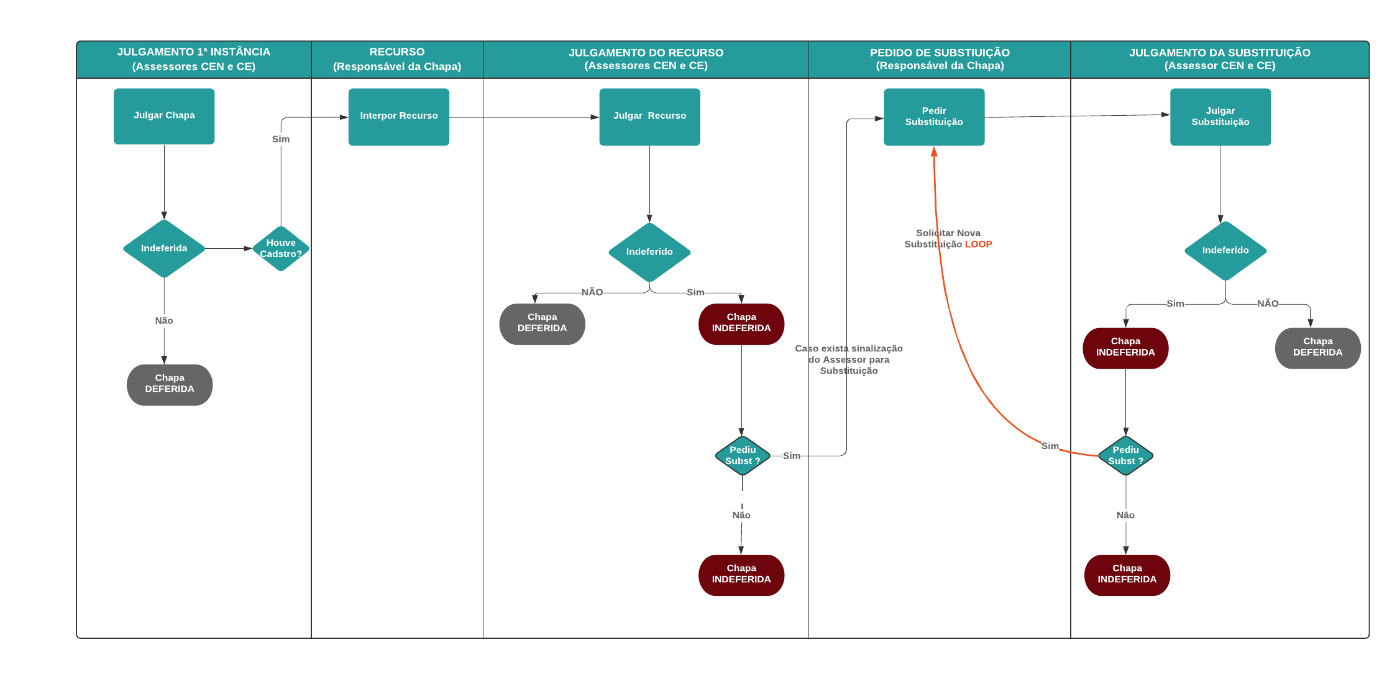 JULGAMENTO 1ª INSTÂNCIA
(Assessores CEN e CE)
RECURSO
(Responsável da Chapa)
JULGAMENTO DO RECURSO
(Assessores CEN e CE)
PEDIDO DE SUBSTIUIÇÃO
(Responsável da Chapa)
JULGAMENTO DA SUBSTITUIÇÃO
(Assessor CEN e CE)
Julgar Chapa
Sim
Indeferida
Houve
Cadstro?
Não
Chapa
DEFERIDA
Interpor Recurso
Julgar Recurso
Indeferido
NÃO
Sim
Chapa
DEFERIDA
Chapa
INDEFERIDA
Pediu
Subst ?
Sim
Não
Chapa
INDEFERIDA
Caso exista sinalização
do Assessor para
Substituição
Pedir
Substituição
Solicitar Nova
Substituição LOOP
Sim
Julgar
Substituição
Indeferido
Sim
NÃO
Chapa
INDEFERIDA
Chapa
DEFERIDA
Pediu
Subst ?
Não
Chapa
INDEFERIDA